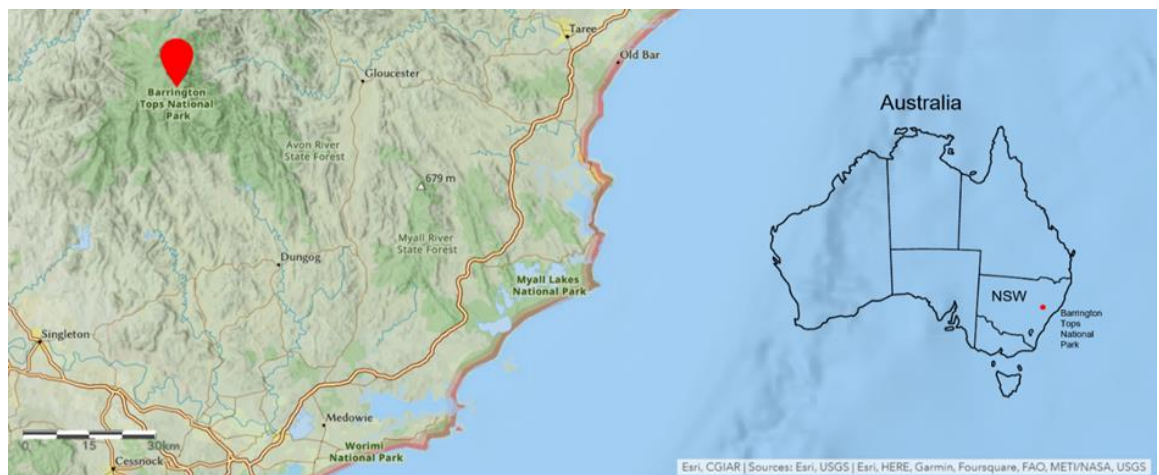 Taree
Old Bar
Gloucester
Barrington
Tops National
Park
Avon River
State Forest
679 m
Myall River
State Forest
Dungog
Myall Lakes
National Park
Singleton
Medowie
Worimi
National Park
0 15 30km
Cessnock
Australia
NSW
Barrington
Tops
National
Park
Esri, CGIAR | Sources: Esri, USGS | Esri, HERE, Garmin, Foursquare, FAO, METI/NASA, USGS